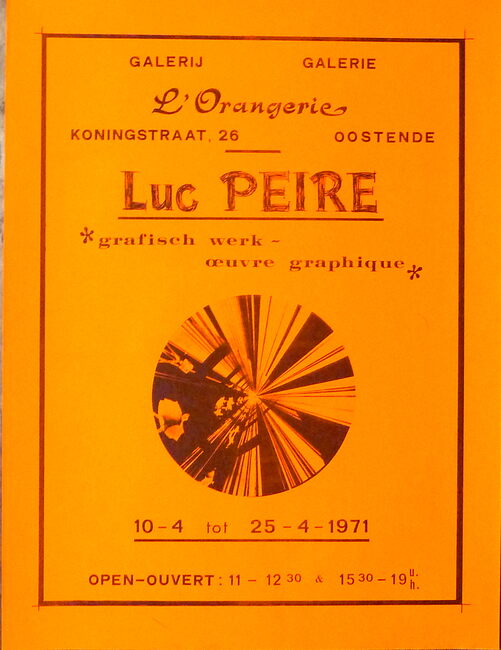 GALERIJ GALERIE
L'Orangerie
KONINGSTRAAT, 26 OOSTENDE
Luc PEIRE
*grafisch werk ~
œuvre graphique*
10-4 tot 25-4-1971
OPEN-OUVERT: 11 - 12 30 & 15 30 - 19 u. h.